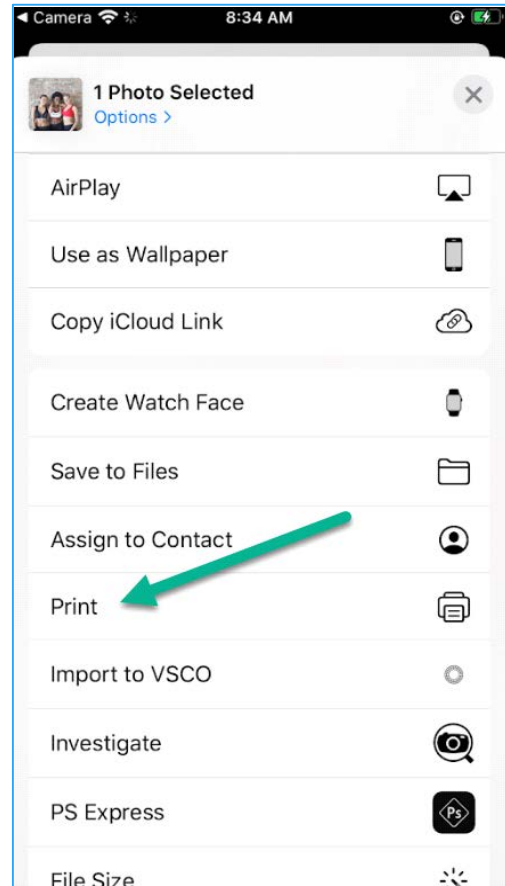 Camera 8:34 AM
1 Photo Selected
Options >
AirPlay
Use as Wallpaper
Copy iCloud Link
Create Watch Face
Save to Files
Assign to Contact
Print
Import to VSCO
Investigate
PS Express
Ps
File Size